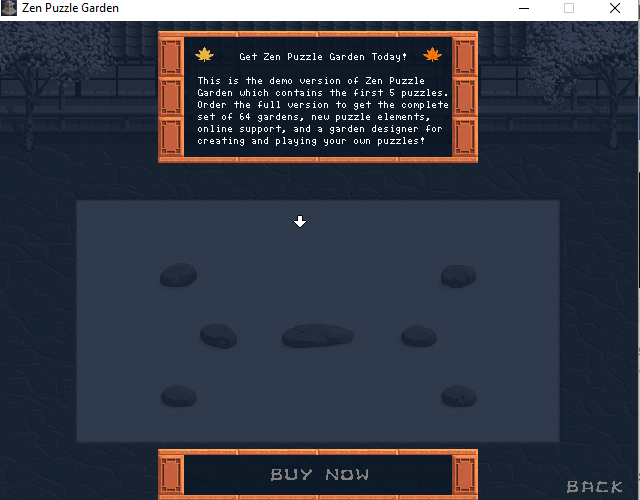 Zen Puzzle Garden
Get Zen Puzzle Garden Today!
This is the demo version of Zen Puzzle
Garden which contains the first 5 puzzles.
Order the full version to get the complete
set of 64 gardens, new puzzle elements,
online support, and a garden designer for
creating and playing your own puzzles!
BUY NOW
BACK